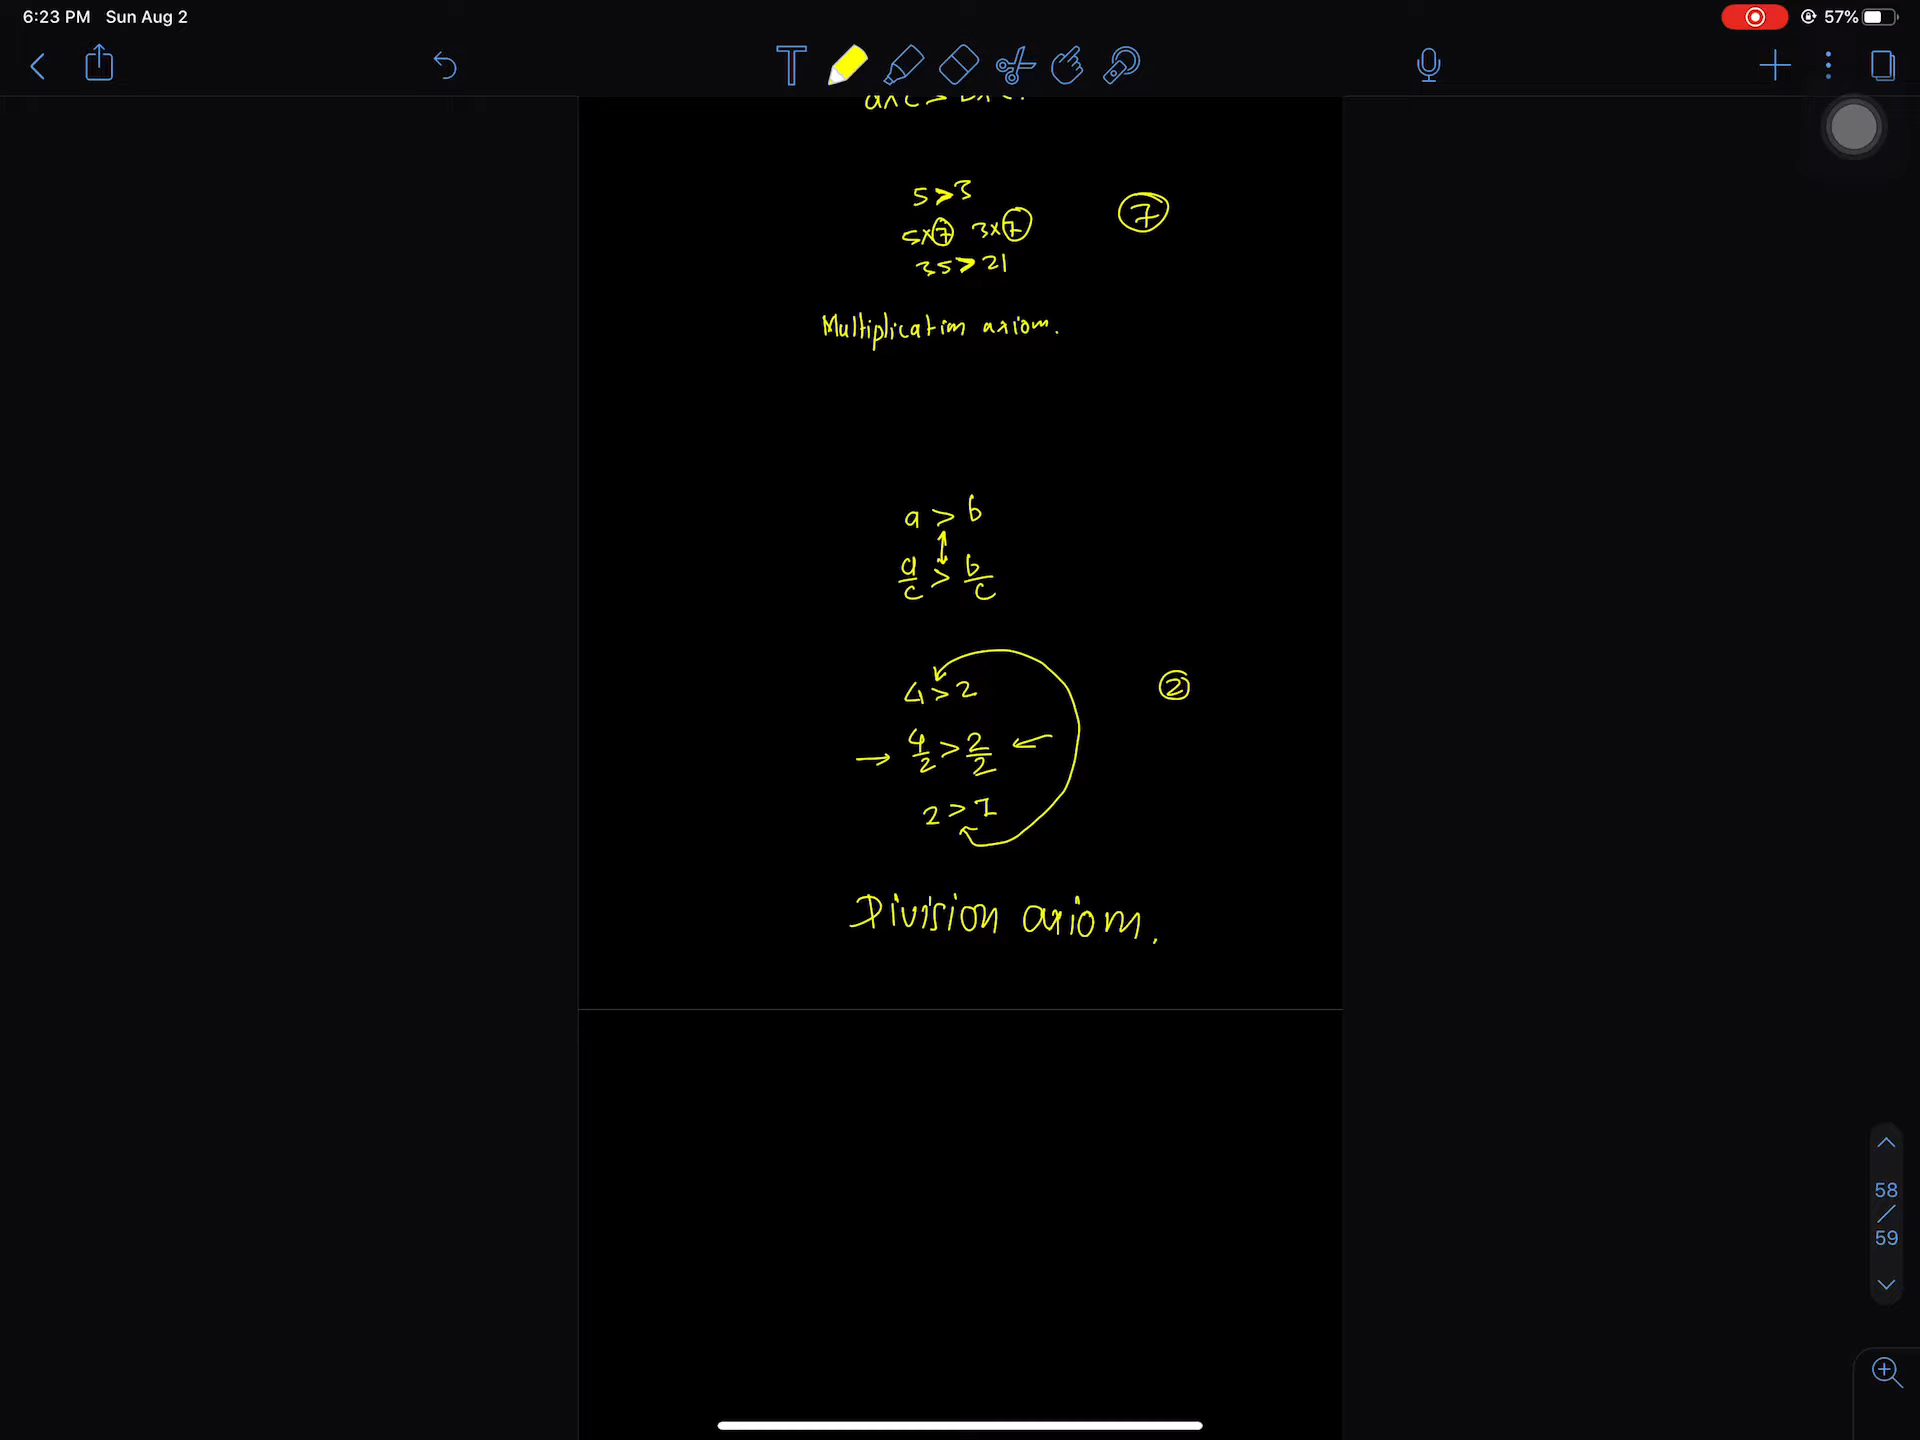 6:23 PM Sun Aug 2
57%
a×c > b×c.
5>3
7
5×7 3×7
35>21
Multiplication axiom.
a > b
a/c > b/c
4>2
2
→ 4/2 > 2/2 ←
2>1
Division axiom.
58
/
59